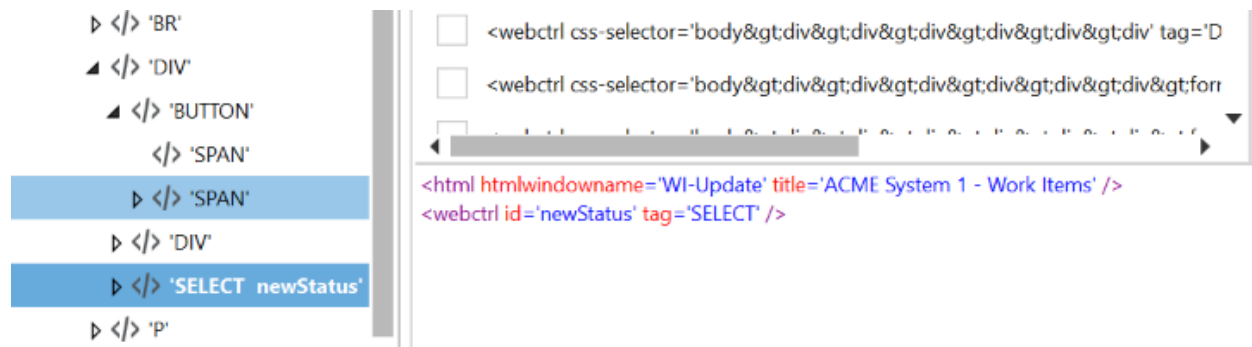 </> 'BR'
</> 'DIV'
</> 'BUTTON'
</> 'SPAN'
</> 'SPAN'
</> 'DIV'
</> 'SELECT newStatus'
</> 'P'
<webctrl css-selector='body&gt;div&gt;div&gt;div&gt;div&gt;div&gt;div' tag='D
<webctrl css-selector='body&gt;div&gt;div&gt;div&gt;div&gt;div&gt;forr
<html htmlwindowname='WI-Update' title='ACME System 1 - Work Items' />
<webctrl id='newStatus' tag='SELECT' />